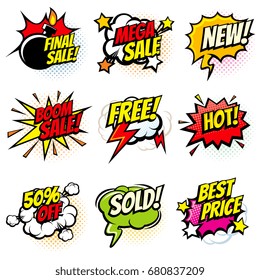 FINAL
SALE!
MEGA
SALE
NEW!
BOOM
SALE!
FREE!
HOT!
50%
OFF
SOLD!
BEST
PRICE
shutterstock.com · 680837209